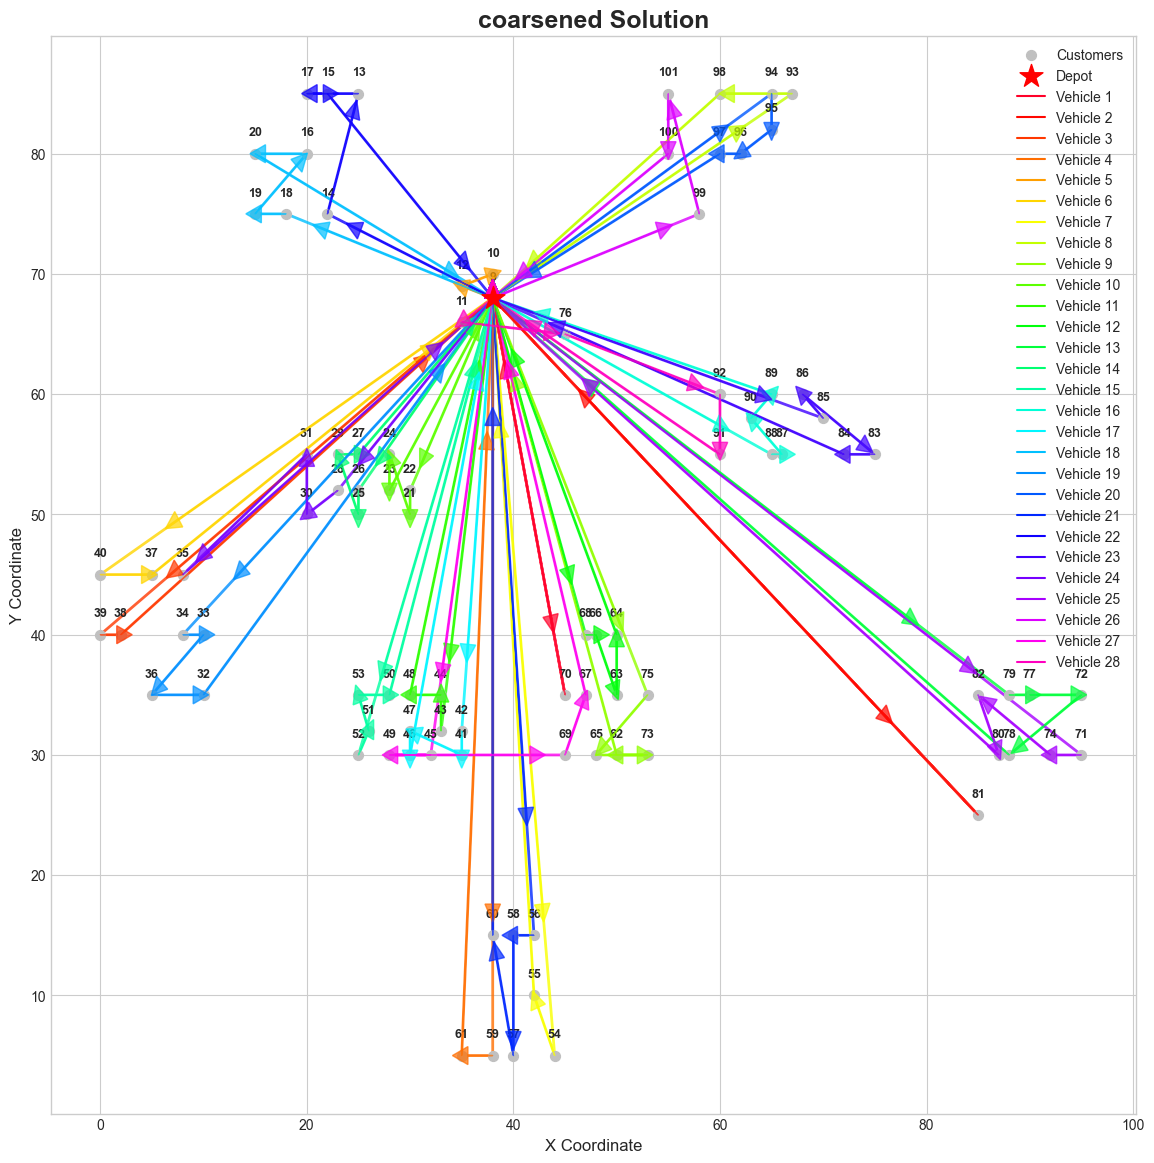 coarsened Solution
Customers
Depot
Vehicle 1
Vehicle 2
Vehicle 3
Vehicle 4
Vehicle 5
Vehicle 6
Vehicle 7
Vehicle 8
Vehicle 9
Vehicle 10
Vehicle 11
Vehicle 12
Vehicle 13
Vehicle 14
Vehicle 15
Vehicle 16
Vehicle 17
Vehicle 18
Vehicle 19
Vehicle 20
Vehicle 21
Vehicle 22
Vehicle 23
Vehicle 24
Vehicle 25
Vehicle 26
Vehicle 27
Vehicle 28
17 15 13 101 98 94 93
95
20 16 100 97 96
19 18 14 99
10
12
9
11 76
92 89 86
90 85
31 29 27 24 91 88 87 84 83
28 26 23 22
30 25 21
40 37 35
39 38 34 33 68 66 64
36 32 53 50 48 44 70 67 63 75 82 79 77 72
51 47 43 42
52 49 45 41 69 65 62 73 80 78 74 71
81
60 58 56
55
61 59 57 54
80
70
60
50
40
30
20
10
0 20 40 60 80 100
Y Coordinate
X Coordinate